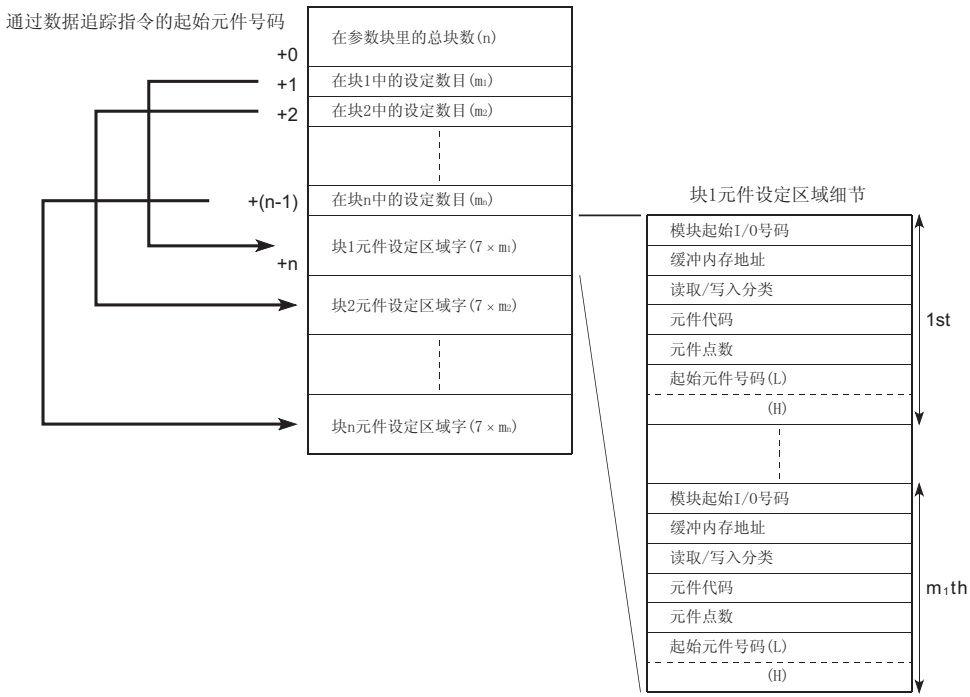 通过数据追踪指令的起始元件号码
+0 在参数块里的总块数(n)
+1 在块1中的设定数目(m₁)
+2 在块2中的设定数目(m₂)
+(n-1) 在块n中的设定数目(mₙ)
+n 块1元件设定区域字(7×m₁)
块2元件设定区域字(7×m₂)
块n元件设定区域字(7×mₙ)
块1元件设定区域细节
模块起始I/O号码
缓冲内存地址
读取/写入分类
元件代码
元件点数
起始元件号码(L)
(H)
1st
模块起始I/O号码
缓冲内存地址
读取/写入分类
元件代码
元件点数
起始元件号码(L)
(H)
m₁th